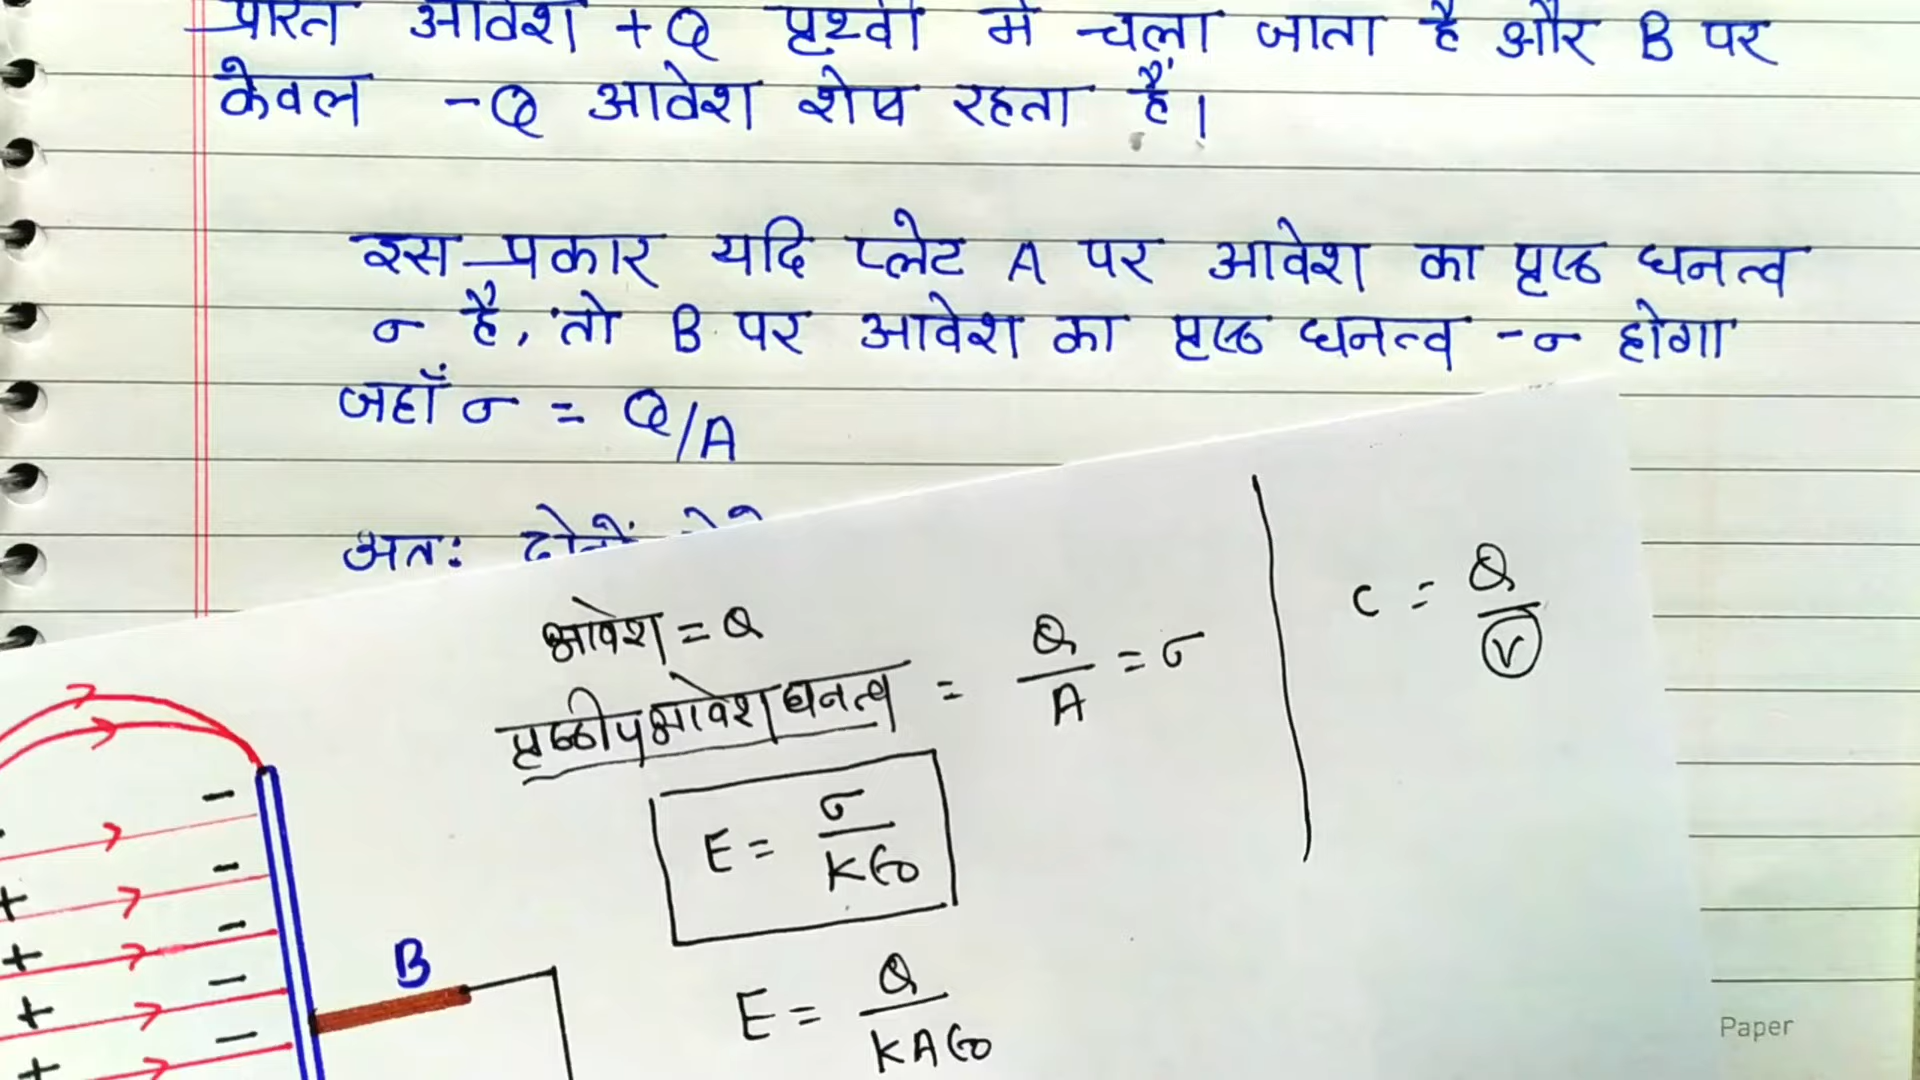 प्रेरित आवेश +Q पृथ्वी में चला जाता है और B पर
केवल -Q आवेश शेष रहता है।
इस प्रकार यदि प्लेट A पर आवेश का पृष्ठ घनत्व
σ है, तो B पर आवेश का पृष्ठ घनत्व -σ होगा
जहाँ σ = Q/A
अतः दोनों
आवेश = Q
पृष्ठीय आवेश घनत्व = Q/A = σ
E = σ/Kε0
E = Q/KAε0
C = Q/V
- 
- 
+ -
+ -
+ -
+
B
Paper